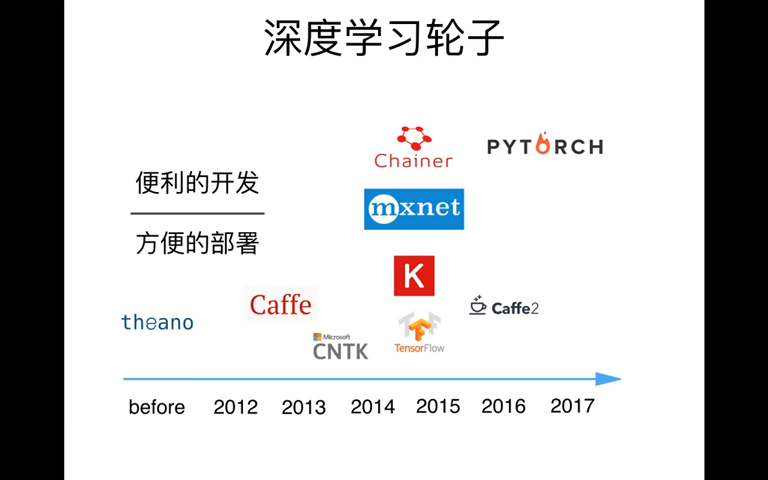 深度学习轮子
Chainer
PYTORCH
便利的开发
mxnet
方便的部署
K
Caffe
Caffe2
theano
Microsoft
CNTK
TensorFlow
before 2012 2013 2014 2015 2016 2017